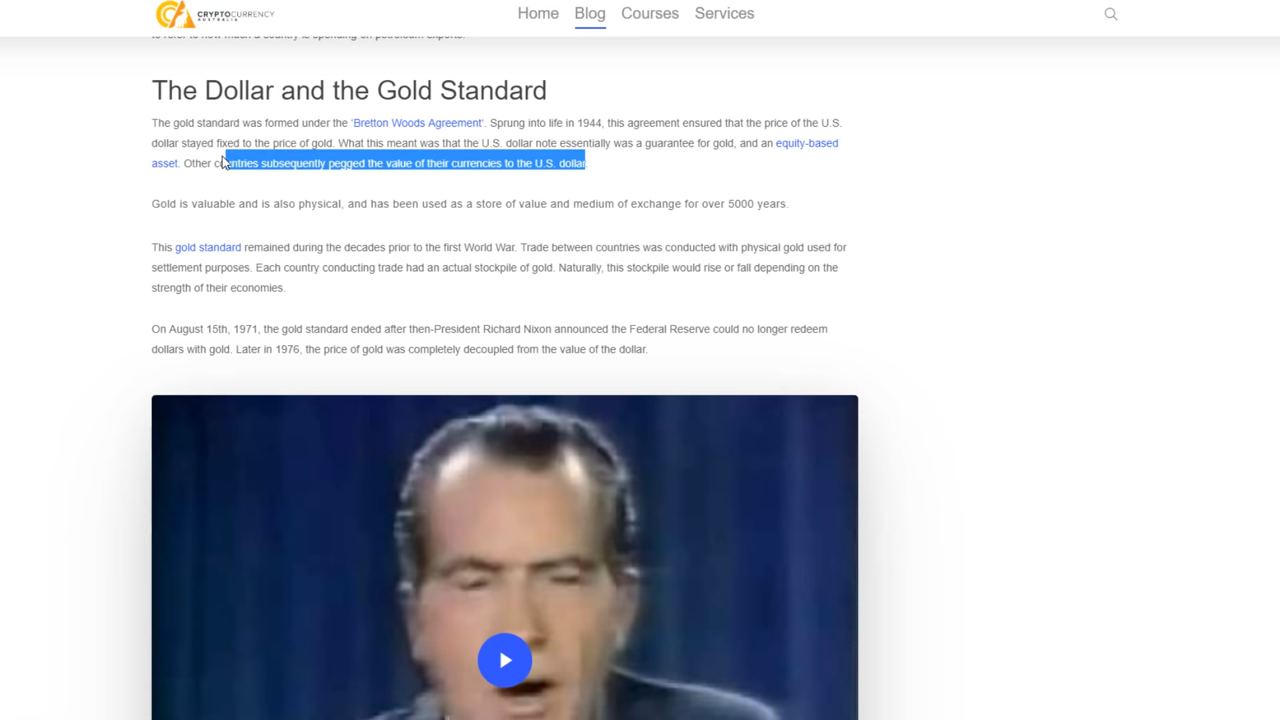 CRYPTOCURRENCY
AUSTRALIA
Home Blog Courses Services
to refer to how much a country is spending on petroleum exports.
The Dollar and the Gold Standard
The gold standard was formed under the ‘Bretton Woods Agreement’. Sprung into life in 1944, this agreement ensured that the price of the U.S.
dollar stayed fixed to the price of gold. What this meant was that the U.S. dollar note essentially was a guarantee for gold, and an equity-based
asset. Other countries subsequently pegged the value of their currencies to the U.S. dollar.
Gold is valuable and is also physical, and has been used as a store of value and medium of exchange for over 5000 years.
This gold standard remained during the decades prior to the first World War. Trade between countries was conducted with physical gold used for
settlement purposes. Each country conducting trade had an actual stockpile of gold. Naturally, this stockpile would rise or fall depending on the
strength of their economies.
On August 15th, 1971, the gold standard ended after then-President Richard Nixon announced the Federal Reserve could no longer redeem
dollars with gold. Later in 1976, the price of gold was completely decoupled from the value of the dollar.